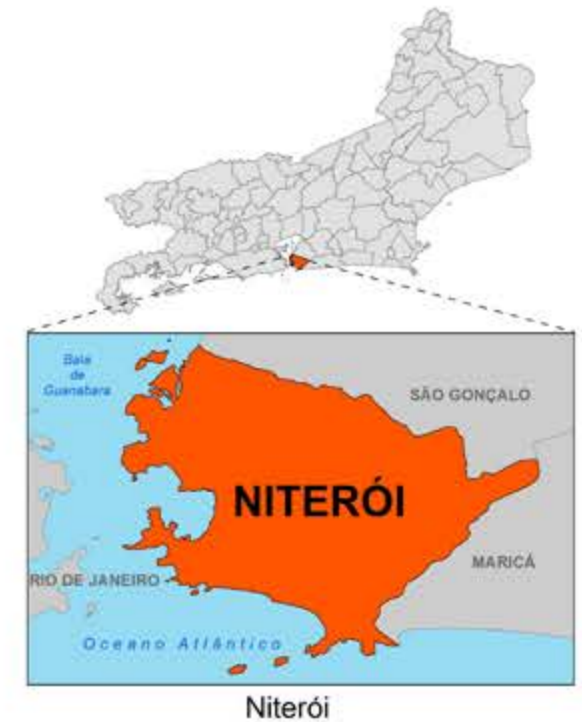 Baía
de
Guanabara
SÃO GONÇALO
NITERÓI
MARICÁ
RIO DE JANEIRO
Oceano Atlântico
Niterói